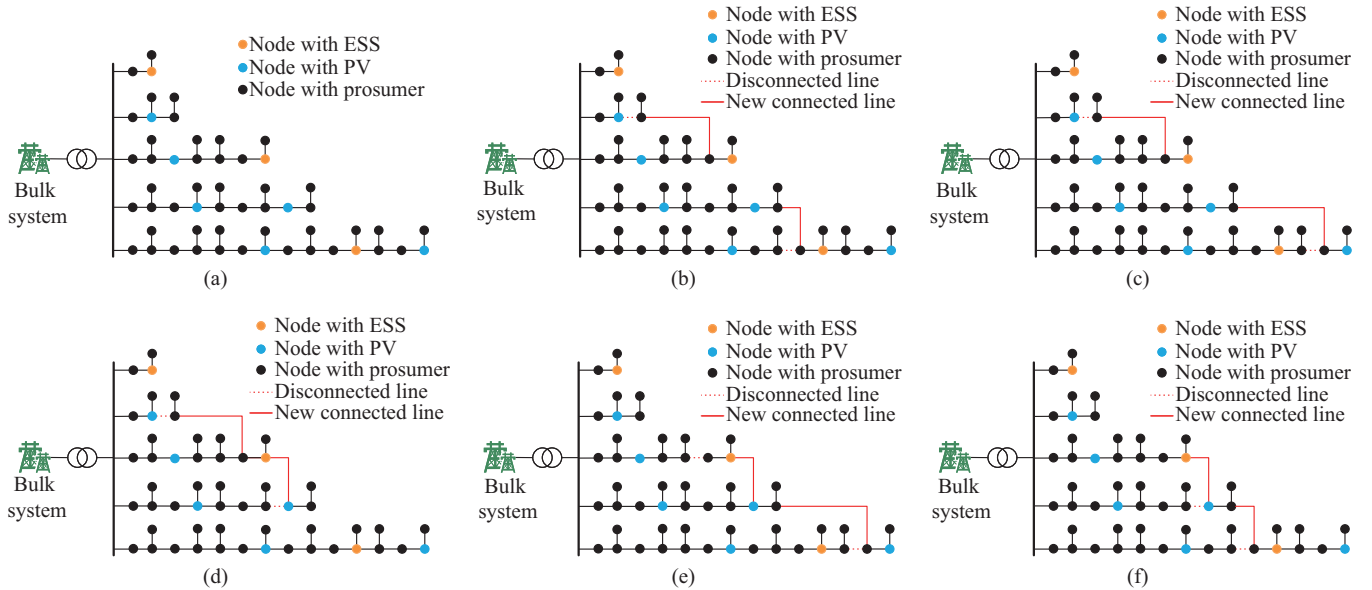 Node with ESS
Node with PV
Node with prosumer
Bulk
system
(a)
Node with ESS
Node with PV
Node with prosumer
Disconnected line
New connected line
Bulk
system
(b)
Node with ESS
Node with PV
Node with prosumer
Disconnected line
New connected line
Bulk
system
(c)
Node with ESS
Node with PV
Node with prosumer
Disconnected line
New connected line
Bulk
system
(d)
Node with ESS
Node with PV
Node with prosumer
Disconnected line
New connected line
Bulk
system
(e)
Node with ESS
Node with PV
Node with prosumer
Disconnected line
New connected line
Bulk
system
(f)